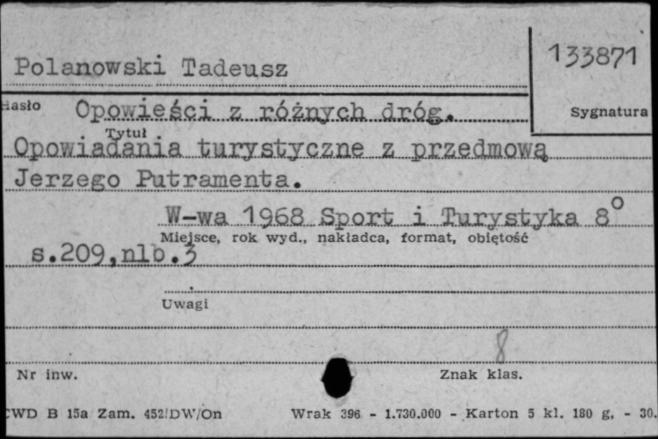 Polanowski Tadeusz
133871
Hasło
Opowieści z różnych dróg.
Sygnatura
Tytuł
Opowiadania turystyczne z przedmową
Jerzego Putramenta.
W-wa 1968 Sport i Turystyka 8°
Miejsce, rok wyd., nakładca, format, objętość
s.209,nlb.3
Uwagi
8
Nr inw.
Znak klas.
CWD B 15a Zam. 452/DW/On Wrak 396 - 1.730.000 - Karton 5 kl. 180 g. - 30.